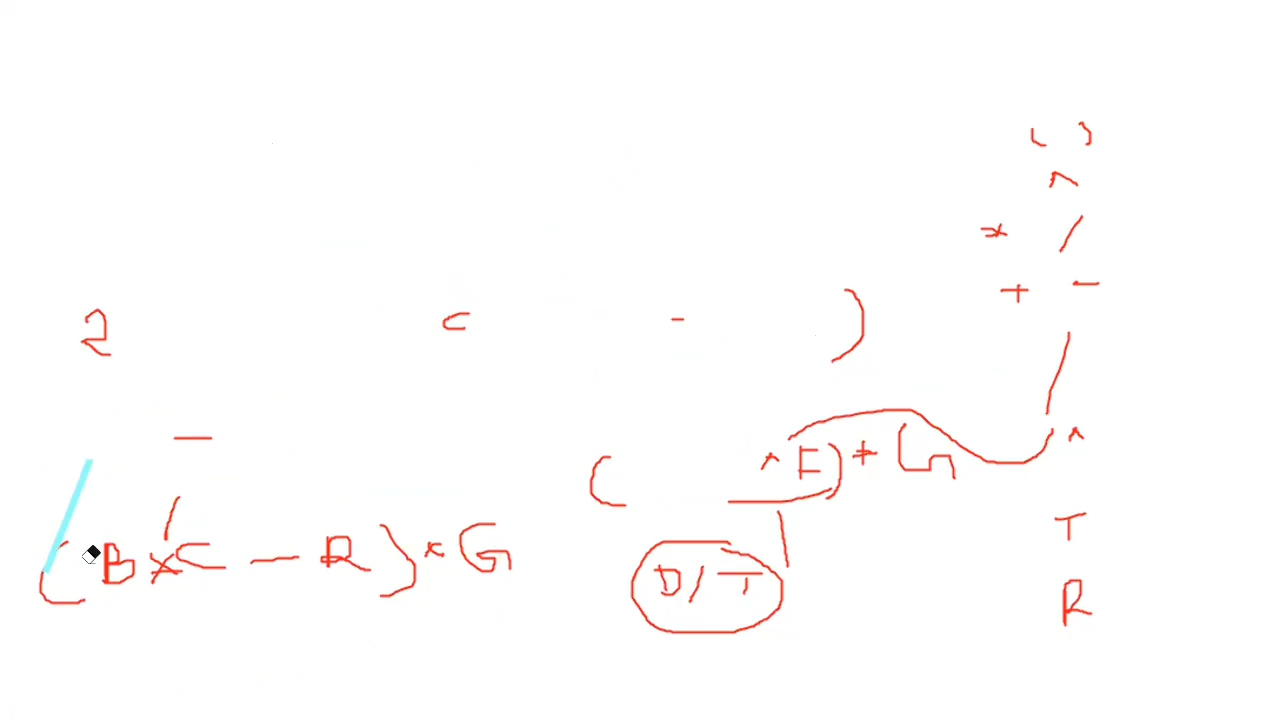 ( )
^
* /
+ -
2 c - )
-
( ^ E) * G ^
(B * C - R) * G D / T T
R